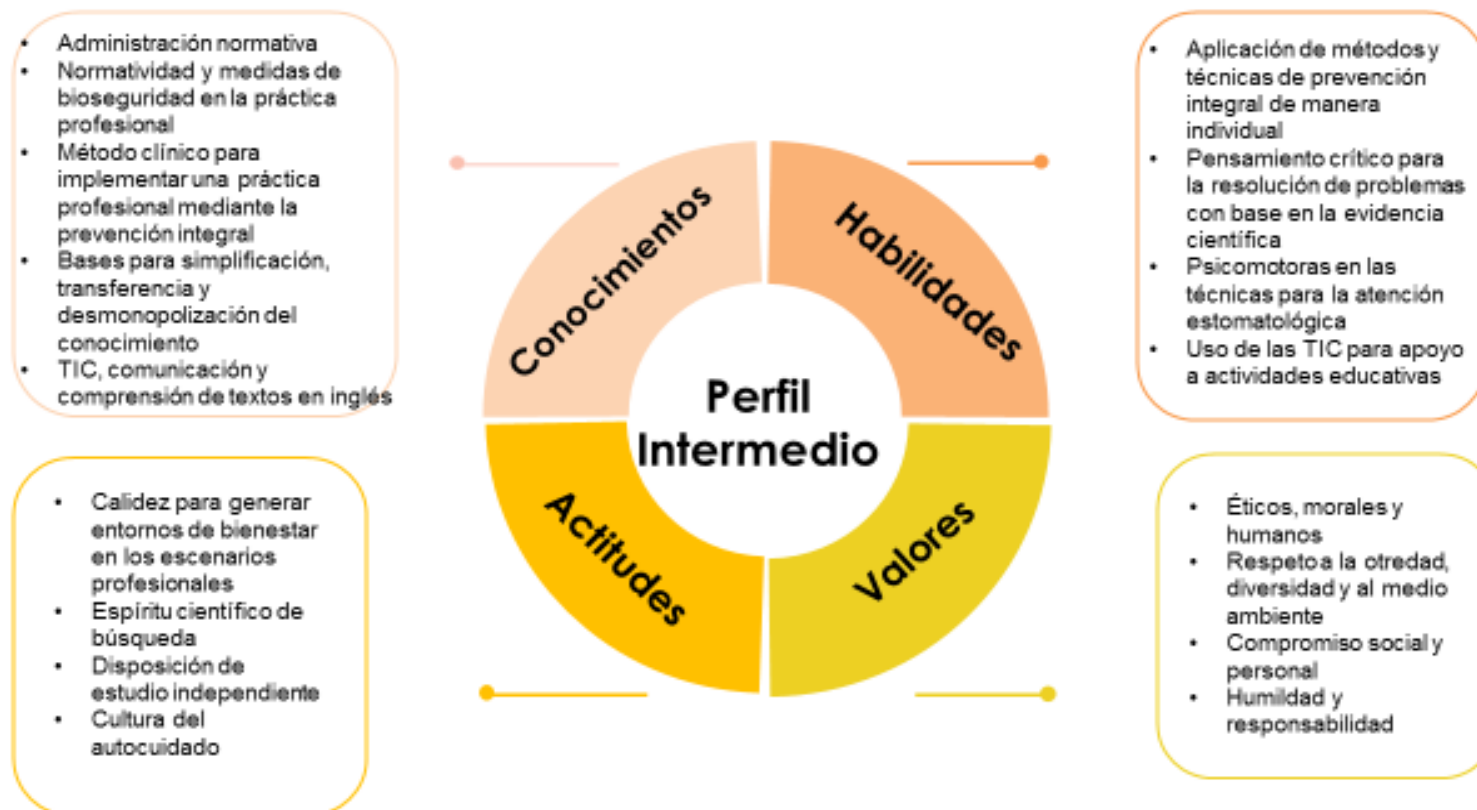 • Administración normativa
• Normatividad y medidas de
bioseguridad en la práctica
profesional
• Método clínico para
implementar una práctica
profesional mediante la
prevención integral
• Bases para simplificación,
transferencia y
desmonopolización del
conocimiento
• TIC, comunicación y
comprensión de textos en inglés
• Aplicación de métodos y
técnicas de prevención
integral de manera
individual
• Pensamiento crítico para
la resolución de problemas
con base en la evidencia
científica
• Psicomotoras en las
técnicas para la atención
estomatológica
• Uso de las TIC para apoyo
a actividades educativas
Conocimientos
Habilidades
Perfil
Intermedio
Actitudes
Valores
• Calidez para generar
entornos de bienestar
en los escenarios
profesionales
• Espíritu científico de
búsqueda
• Disposición de
estudio independiente
• Cultura del
autocuidado
• Éticos, morales y
humanos
• Respeto a la otredad,
diversidad y al medio
ambiente
• Compromiso social y
personal
• Humildad y
responsabilidad